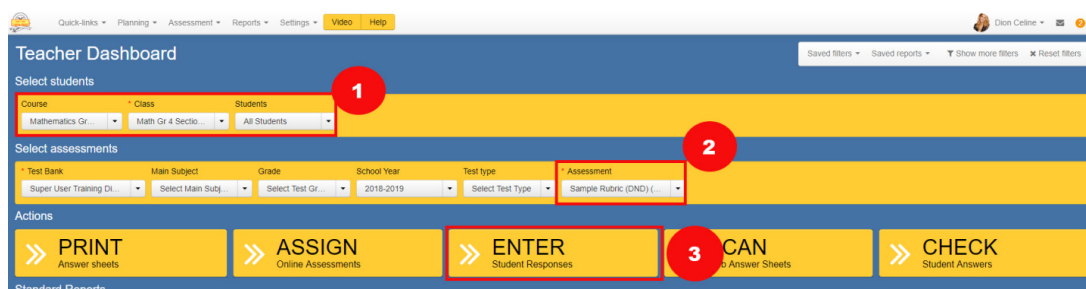 Quick-links Planning Assessment Reports Settings Video Help Dion Celine 2
Teacher Dashboard Saved filters Saved reports Show more filters Reset filters
Select students
1
Course * Class Students
Mathematics Gr... Math Gr 4 Sectio... All Students
Select assessments
2
* Test Bank Main Subject Grade School Year Test type * Assessment
Super User Training Di... Select Main Subj... Select Test Gr... 2018-2019 Select Test Type Sample Rubric (DND) (...
Actions
PRINT ASSIGN ENTER 3 CAN CHECK
Answer sheets Online Assessments Student Responses Answer Sheets Student Answers
Standard Reports